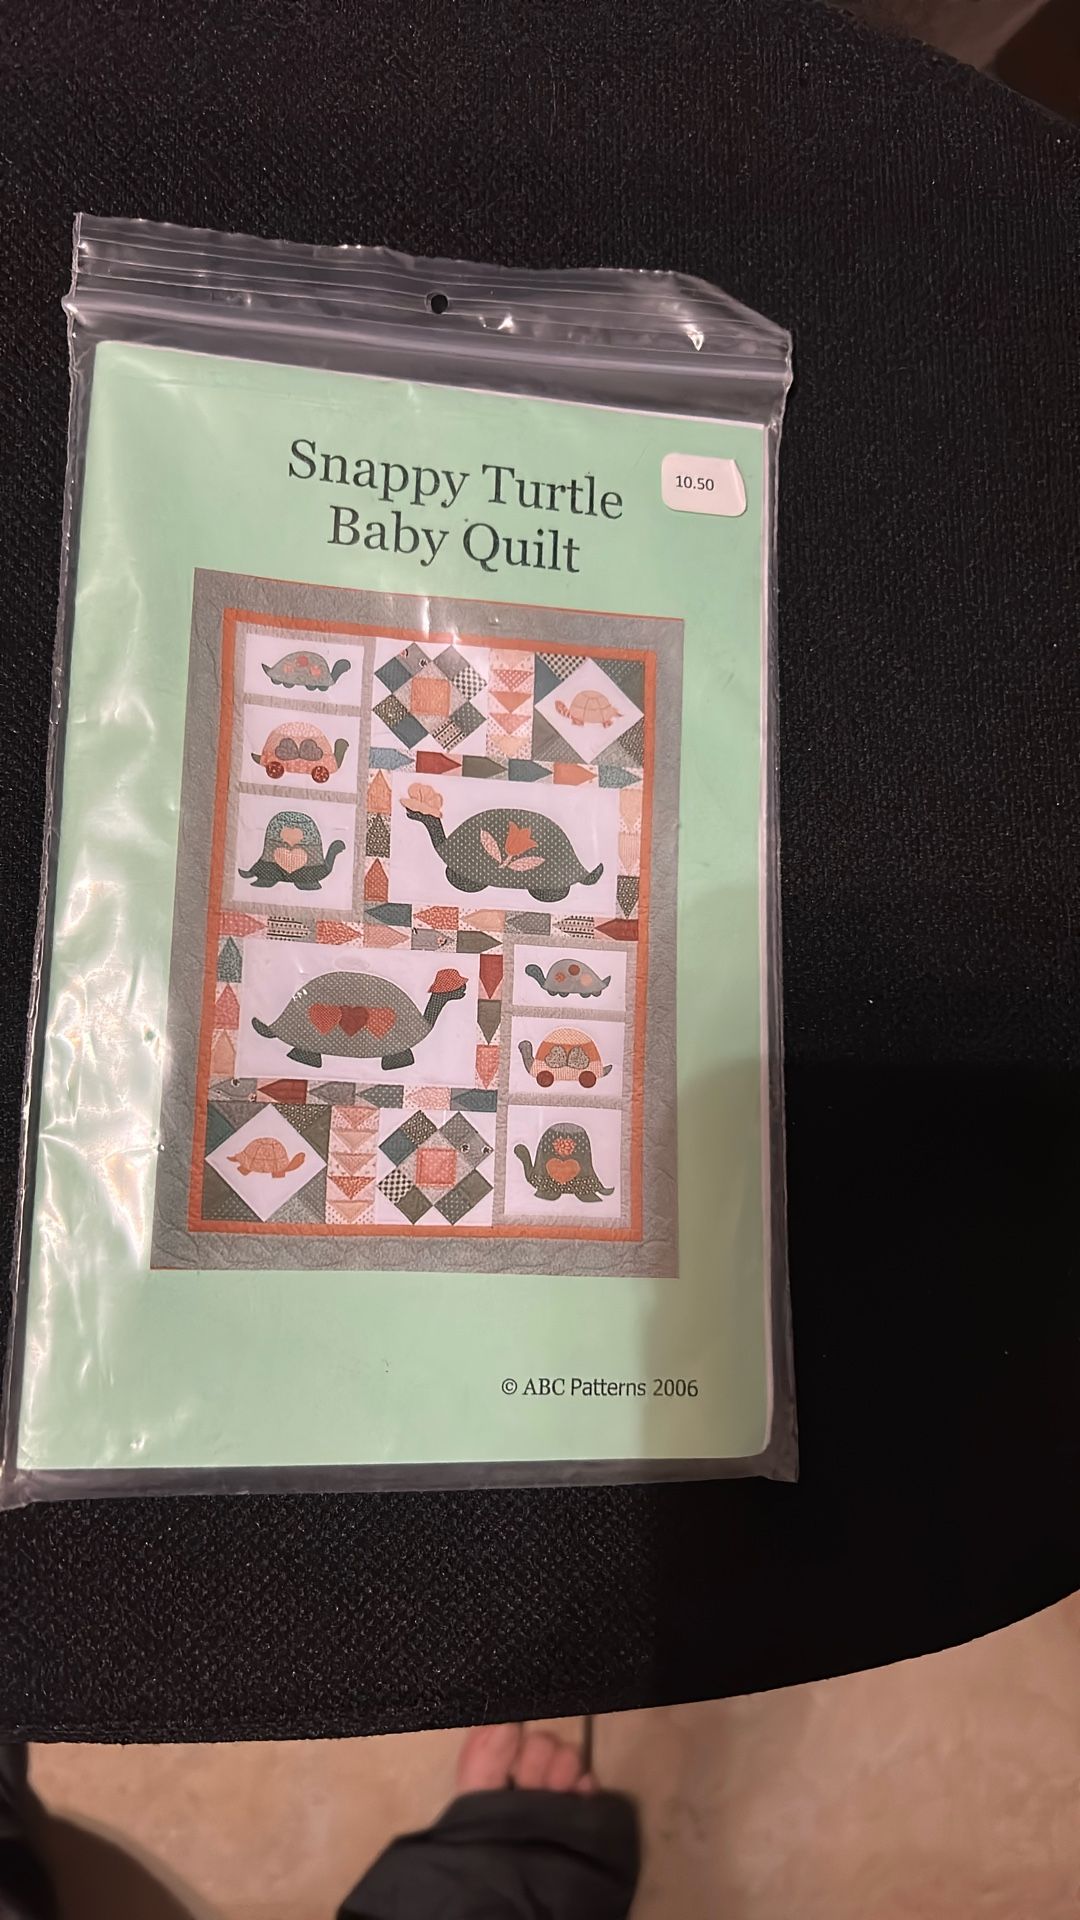 Snappy Turtle
Baby Quilt
10.50
© ABC Patterns 2006